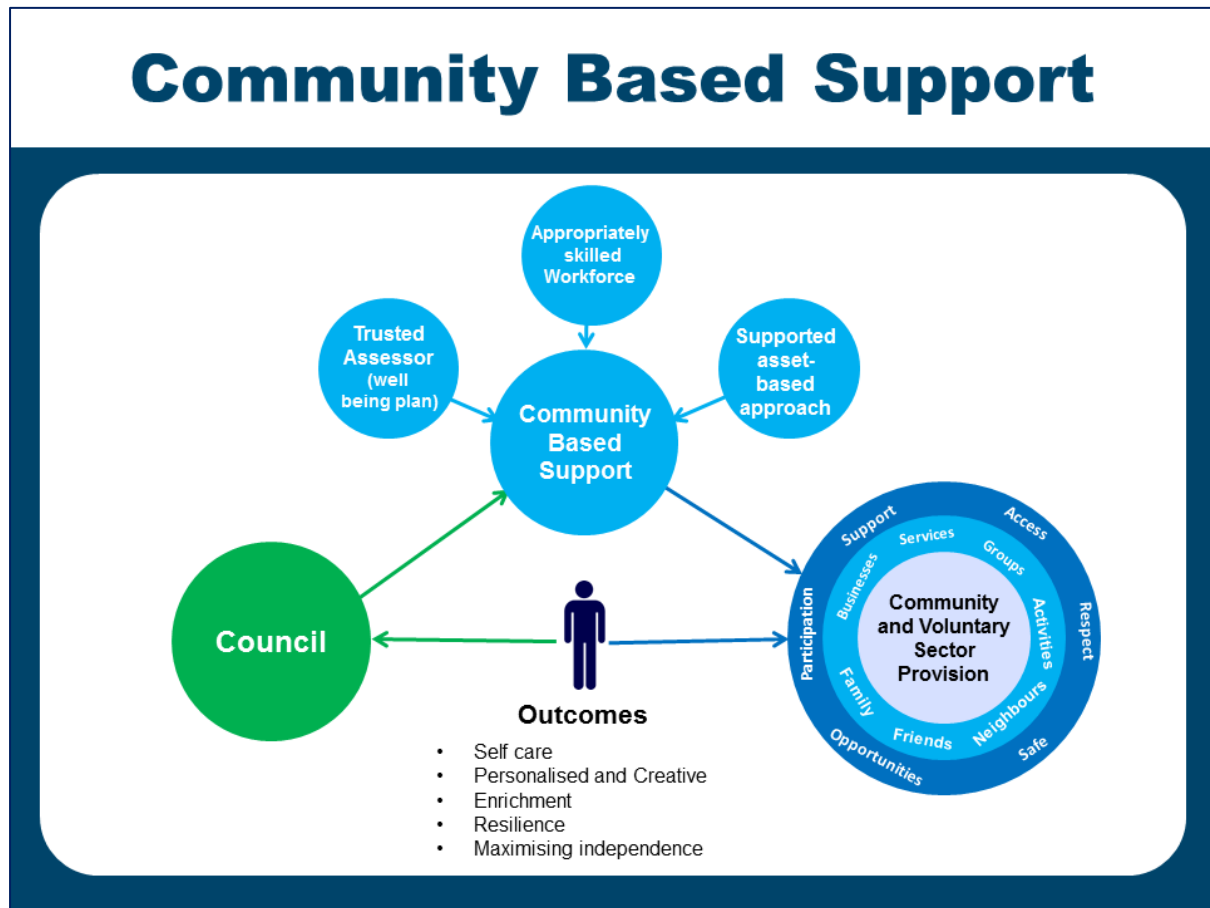 Community Based Support
Appropriately
skilled
Workforce
Trusted
Assessor
(well
being plan)
Supported
asset-
based
approach
Community
Based
Support
Council
Outcomes
• Self care
• Personalised and Creative
• Enrichment
• Resilience
• Maximising independence
Support
Access
Respect
Safe
Opportunities
Participation
Services
Groups
Activities
Neighbours
Friends
Family
Businesses
Community
and Voluntary
Sector
Provision